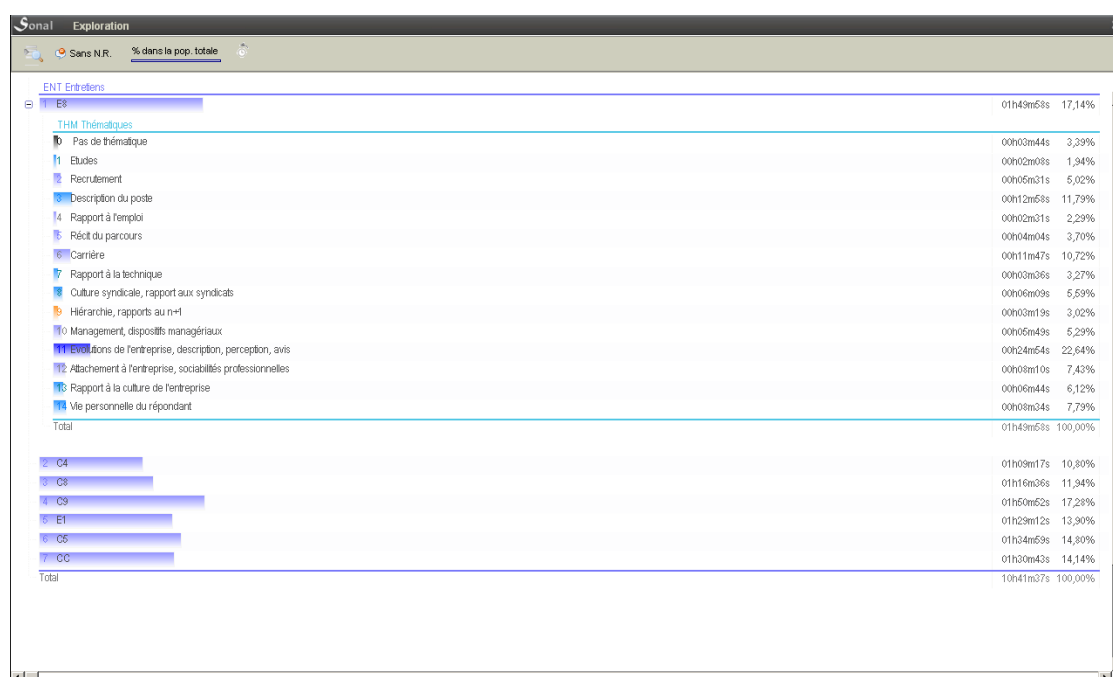 Sonal Exploration
Sans N.R. % dans la pop. totale
ENT Entretiens
1 E8 01h49m58s 17,14%
THM Thématiques
0 Pas de thématique 00h03m44s 3,39%
1 Etudes 00h02m08s 1,94%
2 Recrutement 00h05m31s 5,02%
3 Description du poste 00h12m58s 11,79%
4 Rapport à l'emploi 00h02m31s 2,29%
5 Récit du parcours 00h04m04s 3,70%
6 Carrière 00h11m47s 10,72%
7 Rapport à la technique 00h03m36s 3,27%
8 Culture syndicale, rapport aux syndicats 00h06m09s 5,59%
9 Hiérarchie, rapports au n+1 00h03m19s 3,02%
10 Management, dispositifs managériaux 00h05m49s 5,29%
11 Evolutions de l'entreprise, description, perception, avis 00h24m54s 22,64%
12 Attachement à l'entreprise, sociabilités professionnelles 00h08m10s 7,43%
13 Rapport à la culture de l'entreprise 00h06m44s 6,12%
14 Vie personnelle du répondant 00h08m34s 7,79%
Total 01h49m58s 100,00%
2 C4 01h09m17s 10,80%
3 C8 01h16m36s 11,94%
4 C9 01h50m52s 17,28%
5 E1 01h29m12s 13,90%
6 C5 01h34m59s 14,80%
7 CC 01h30m43s 14,14%
Total 10h41m37s 100,00%